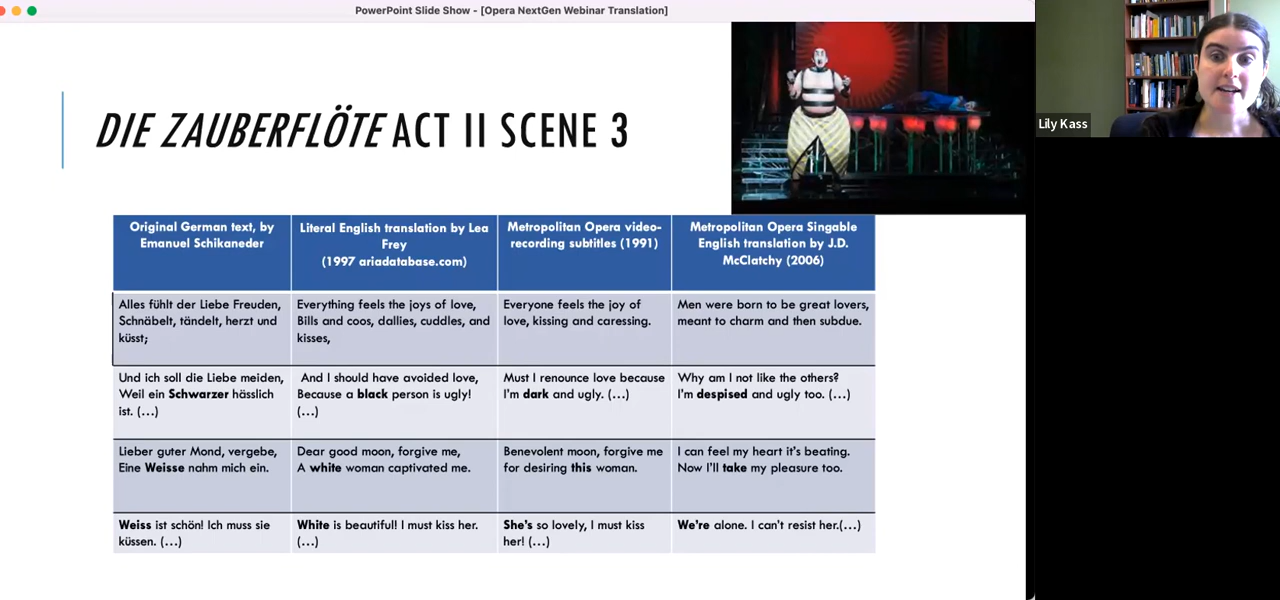 PowerPoint Slide Show - [Opera NextGen Webinar Translation]
Lily Kass
DIE ZAUBERFLÖTE ACT II SCENE 3
Original German text, by
Emanuel Schikaneder
Literal English translation by Lea
Frey
(1997 ariadatabase.com)
Metropolitan Opera video-
recording subtitles (1991)
Metropolitan Opera Singable
English translation by J.D.
McClatchy (2006)
Alles fühlt der Liebe Freuden,
Schnäbelt, tändelt, herzt und
küsst;
Everything feels the joys of love,
Bills and coos, dallies, cuddles, and
kisses,
Everyone feels the joy of
love, kissing and caressing.
Men were born to be great lovers,
meant to charm and then subdue.
Und ich soll die Liebe meiden,
Weil ein Schwarzer hässlich
ist. (…)
And I should have avoided love,
Because a black person is ugly!
(…)
Must I renounce love because
I'm dark and ugly. (…)
Why am I not like the others?
I'm despised and ugly too. (…)
Lieber guter Mond, vergebe,
Eine Weisse nahm mich ein.
Dear good moon, forgive me,
A white woman captivated me.
Benevolent moon, forgive me
for desiring this woman.
I can feel my heart it's beating.
Now I'll take my pleasure too.
Weiss ist schön! Ich muss sie
küssen. (…)
White is beautiful! I must kiss her.
(…)
She's so lovely, I must kiss
her! (…)
We're alone. I can't resist her.(…)